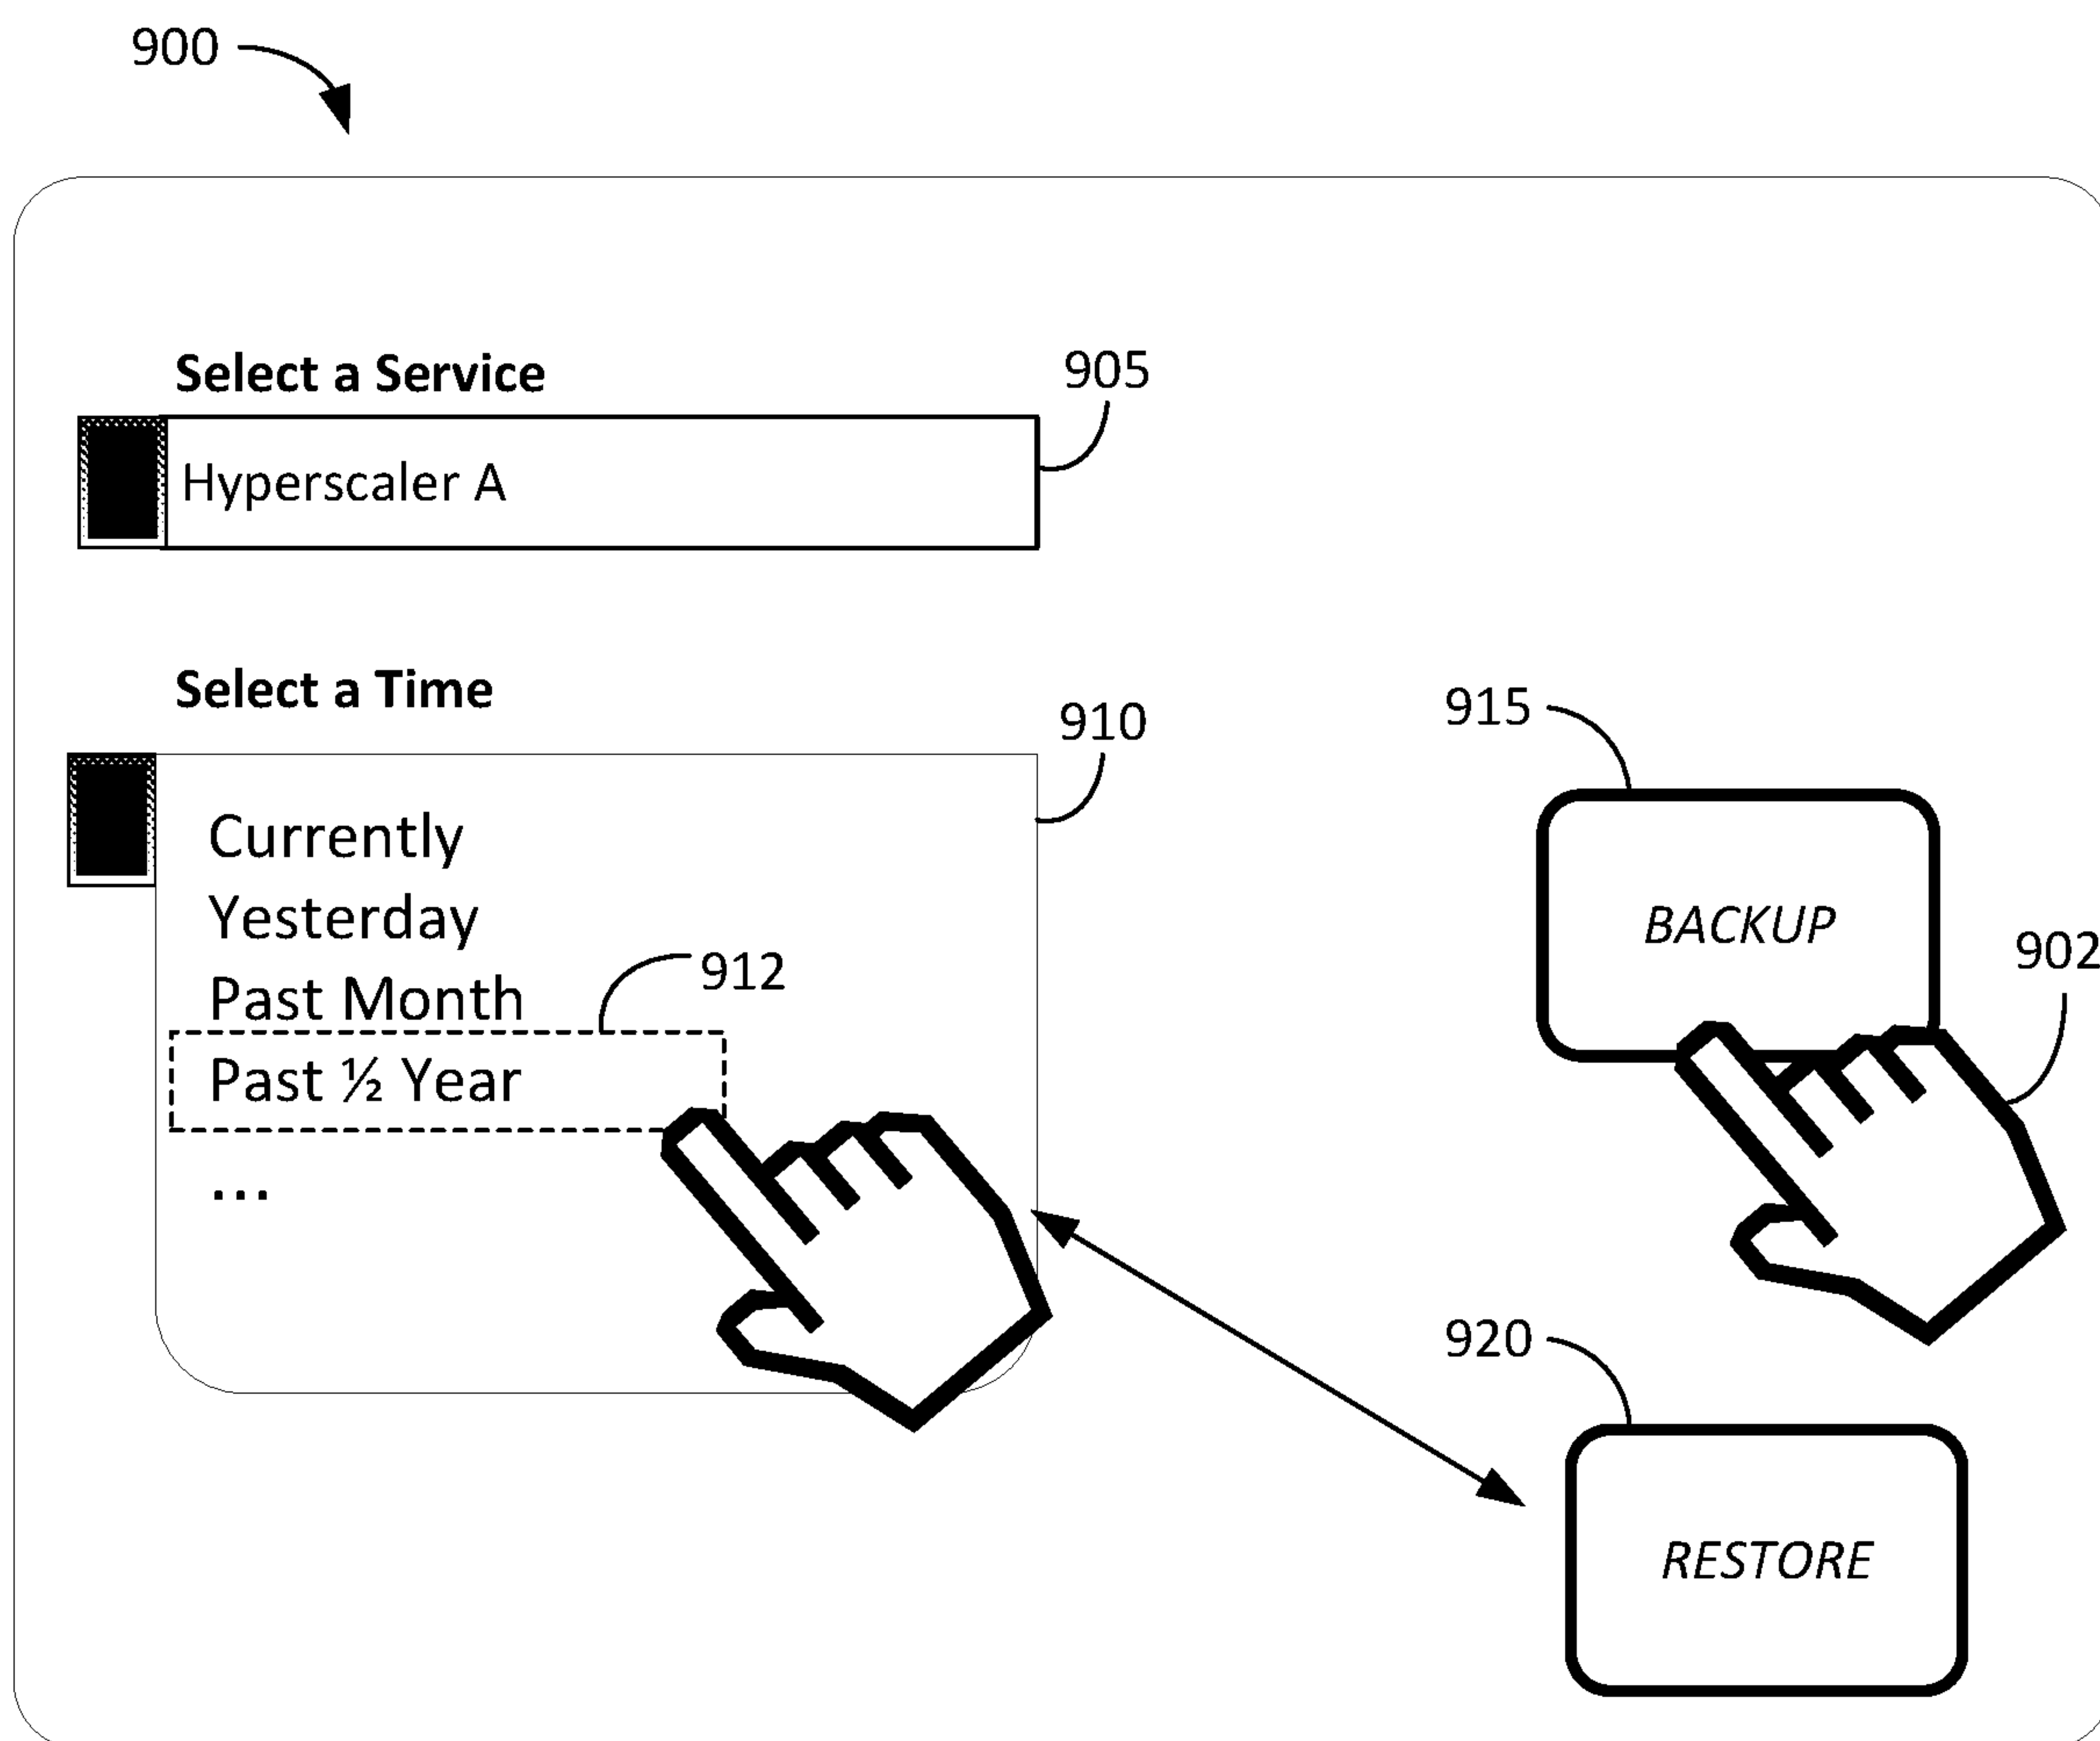 900
Select a Service
905
Hyperscaler A
Select a Time
910
915
Currently
Yesterday
BACKUP
902
Past Month
912
Past ½ Year
...
920
RESTORE